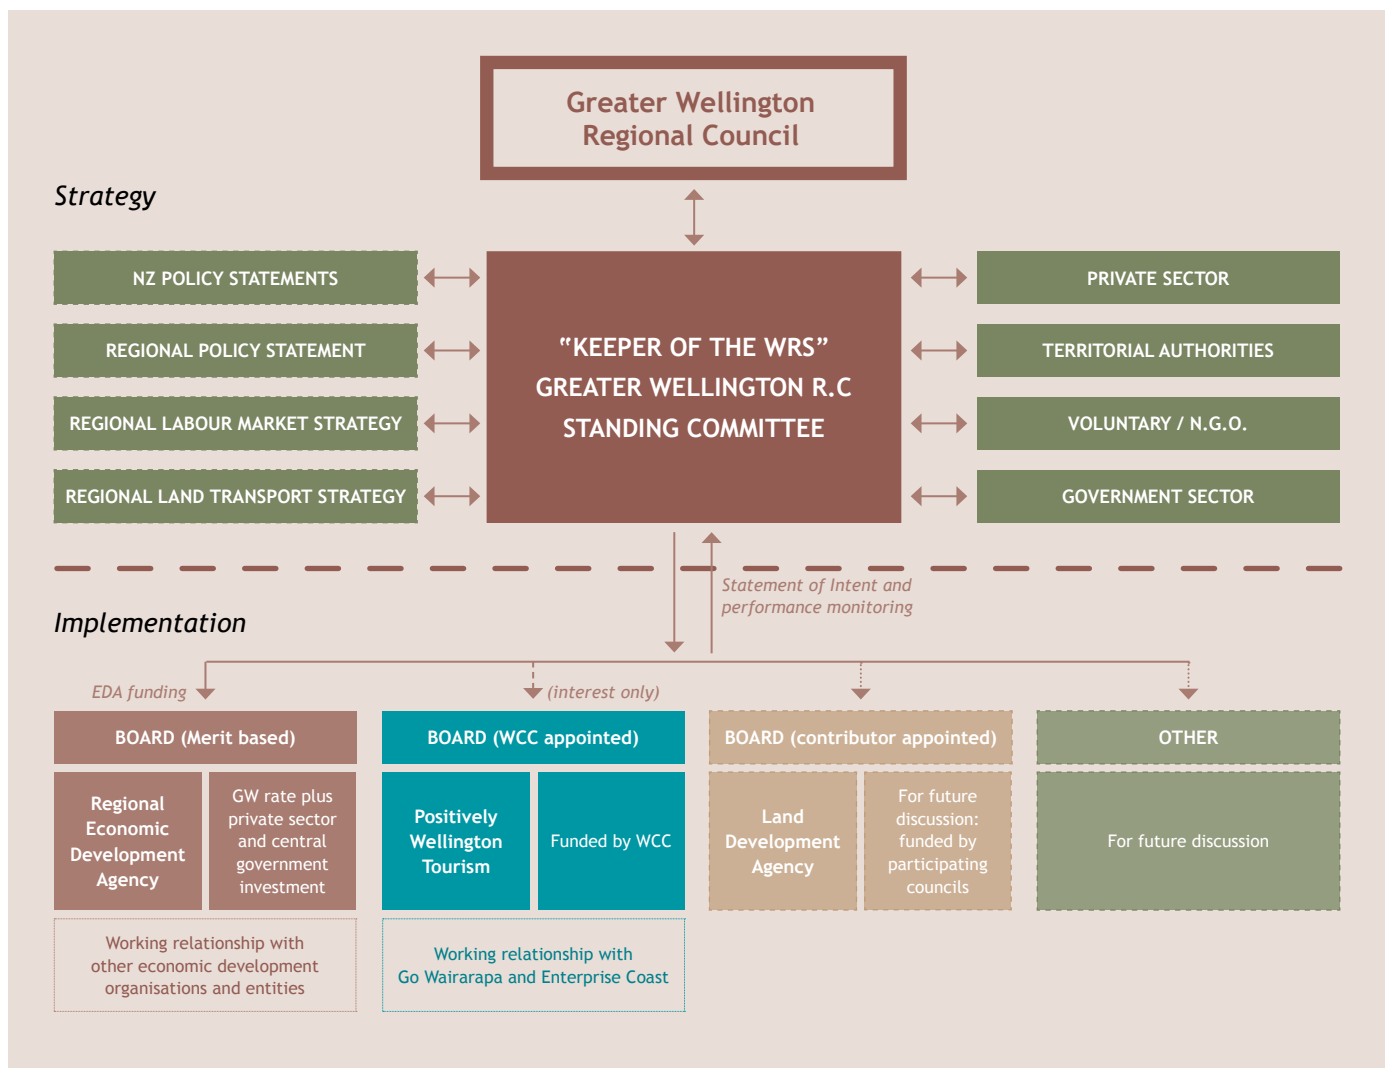 Greater Wellington
Regional Council
Strategy
NZ POLICY STATEMENTS
REGIONAL POLICY STATEMENT
REGIONAL LABOUR MARKET STRATEGY
REGIONAL LAND TRANSPORT STRATEGY
“KEEPER OF THE WRS”
GREATER WELLINGTON R.C
STANDING COMMITTEE
PRIVATE SECTOR
TERRITORIAL AUTHORITIES
VOLUNTARY / N.G.O.
GOVERNMENT SECTOR
Statement of Intent and
performance monitoring
Implementation
EDA funding
(interest only)
BOARD (Merit based)
Regional
Economic
Development
Agency
GW rate plus
private sector
and central
government
investment
Working relationship with
other economic development
organisations and entities
BOARD (WCC appointed)
Positively
Wellington
Tourism
Funded by WCC
Working relationship with
Go Wairarapa and Enterprise Coast
BOARD (contributor appointed)
Land
Development
Agency
For future
discussion:
funded by
participating
councils
OTHER
For future discussion